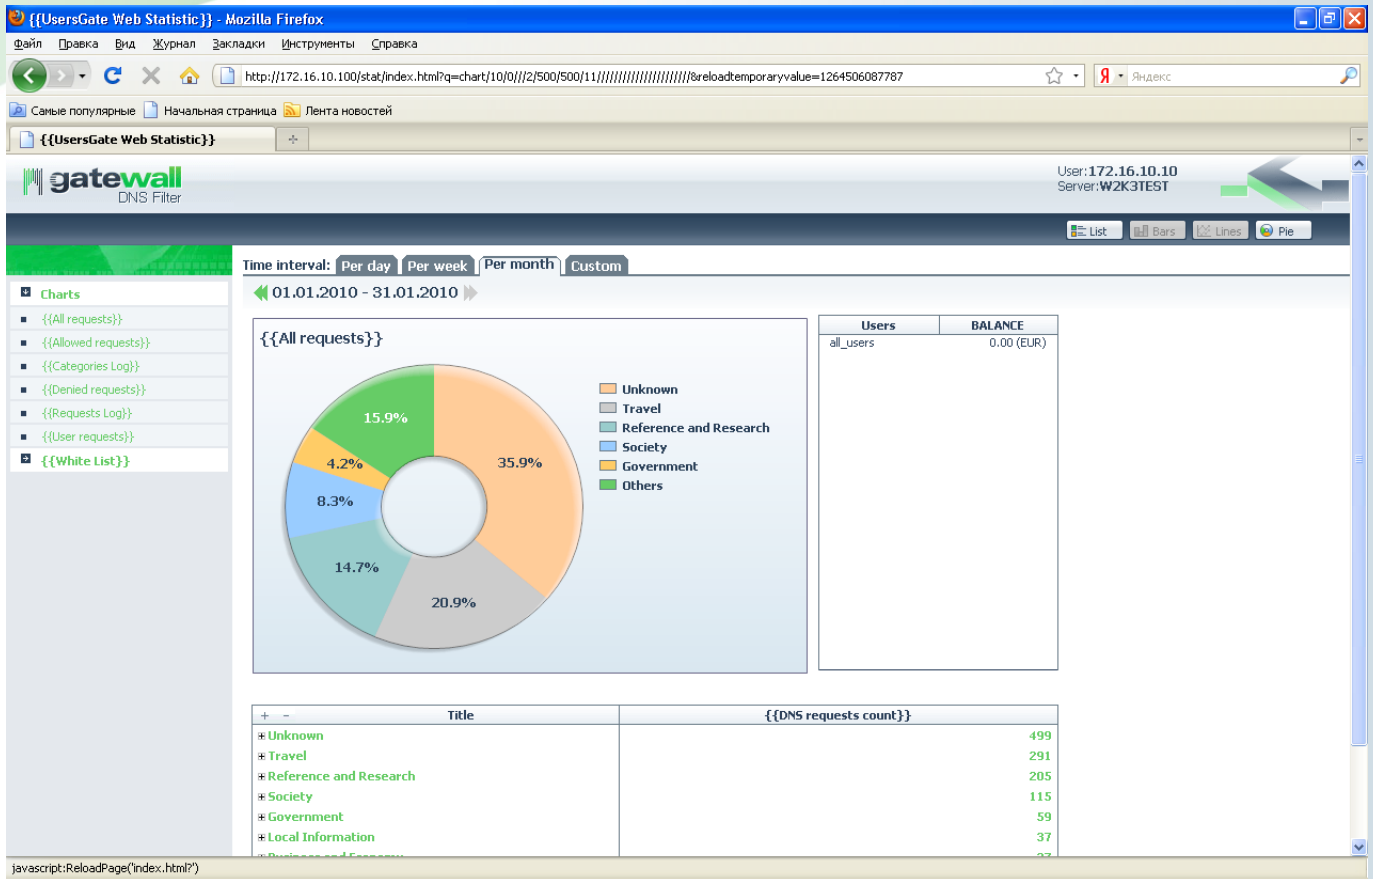 {{UsersGate Web Statistic}} - Mozilla Firefox
Файл Правка Вид Журнал Закладки Инструменты Справка
http://172.16.10.100/stat/index.html?q=chart/10/0///2/500/500/11//////////////////////&reloadtemporaryvalue=1264506087787
Я Яндекс
Самые популярные Начальная страница Лента новостей
{{UsersGate Web Statistic}}
gatewall
DNS Filter
User:172.16.10.10
Server:W2K3TEST
List Bars Lines Pie
Time interval: Per day Per week Per month Custom
01.01.2010 - 31.01.2010
Charts
{{All requests}}
{{Allowed requests}}
{{Categories Log}}
{{Denied requests}}
{{Requests Log}}
{{User requests}}
{{White List}}
{{All requests}}
15.9%
4.2%
35.9%
8.3%
14.7%
20.9%
Unknown
Travel
Reference and Research
Society
Government
Others
Users BALANCE
all_users 0.00 (EUR)
+ - Title {{DNS requests count}}
Unknown 499
Travel 291
Reference and Research 205
Society 115
Government 59
Local Information 37
javascript:ReloadPage('index.html?')